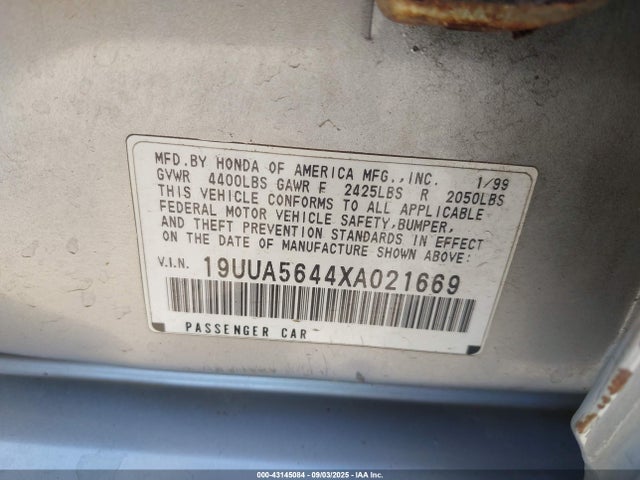 MFD.BY HONDA OF AMERICA MFG.,INC. 1/99
GVWR 4400LBS GAWR F 2425LBS R 2050LBS
THIS VEHICLE CONFORMS TO ALL APPLICABLE
FEDERAL MOTOR VEHICLE SAFETY,BUMPER,
AND THEFT PREVENTION STANDARDS IN EFFECT
ON THE DATE OF MANUFACTURE SHOWN ABOVE:
V.I.N. 19UUA5644XA021669
PASSENGER CAR
000-43145084 - 09/03/2025 - IAA Inc.